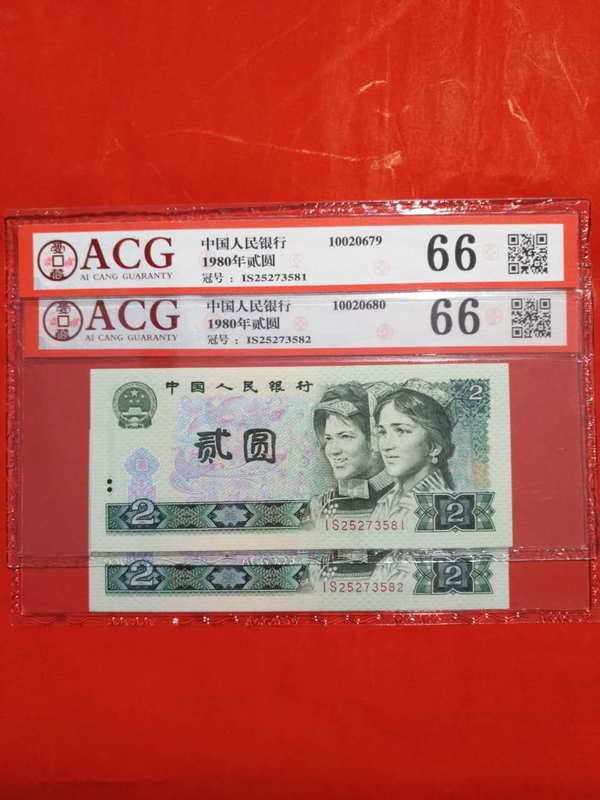 ACG
AI CANG GUARANTY
中国人民银行 10020679
1980年贰圆
冠号 : IS25273581
66
ACG
AI CANG GUARANTY
中国人民银行 10020680
1980年贰圆
冠号 : IS25273582
66
中国人民银行
贰圆
2
2
2
IS25273581
2
2
IS25273582